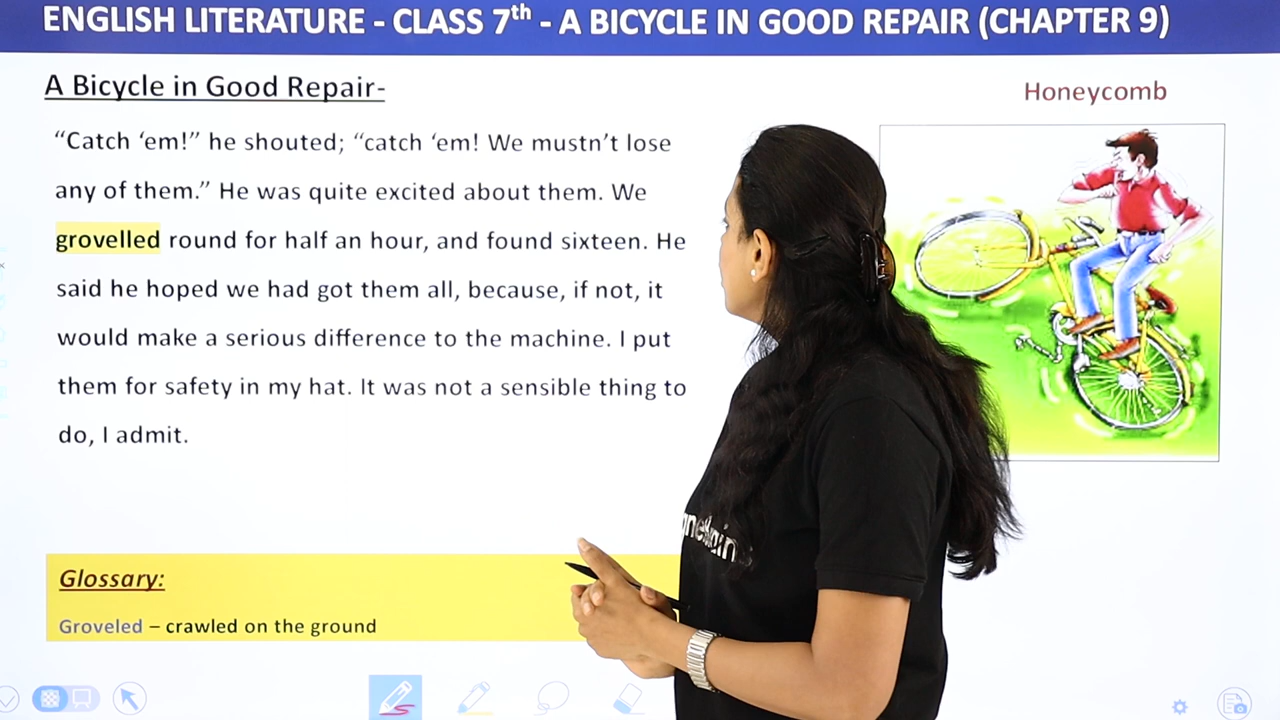 ENGLISH LITERATURE - CLASS 7th - A BICYCLE IN GOOD REPAIR (CHAPTER 9)
A Bicycle in Good Repair-
Honeycomb
“Catch ‘em!” he shouted; “catch ‘em! We mustn’t lose
any of them.” He was quite excited about them. We
grovelled round for half an hour, and found sixteen. He
said he hoped we had got them all, because, if not, it
would make a serious difference to the machine. I put
them for safety in my hat. It was not a sensible thing to
do, I admit.
Glossary:
Groveled – crawled on the ground